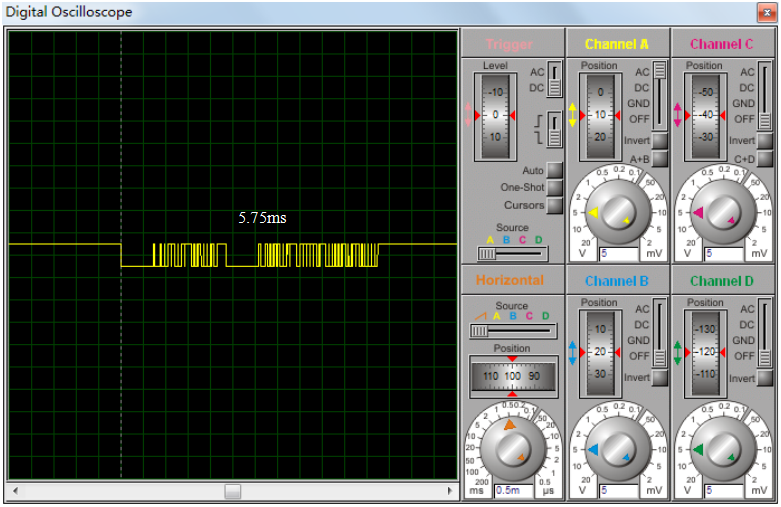 Digital Oscilloscope
5.75ms
Trigger
Level
-10
0
10
AC
DC
Auto
One-Shot
Cursors
Source
A B C D
Channel A
Position
0
10
20
AC
DC
GND
OFF
Invert
A+B
0.5 0.2 0.1
1 50
2 20
5 10
10 5
20 2
V 5 mV
Channel C
Position
-50
-40
-30
AC
DC
GND
OFF
Invert
C+D
0.5 0.2 0.1
1 50
2 20
5 10
10 5
20 2
V 5 mV
Horizontal
Source
A B C D
Position
110 100 90
1 0.5 0.2 0.1
2 50
5 20
10 10
20 5
50 2
100 1
200 0.5
ms 0.5m µs
Channel B
Position
10
20
30
AC
DC
GND
OFF
Invert
0.5 0.2 0.1
1 50
2 20
5 10
10 5
20 2
V 5 mV
Channel D
Position
-130
-120
-110
AC
DC
GND
OFF
Invert
0.5 0.2 0.1
1 50
2 20
5 10
10 5
20 2
V 5 mV